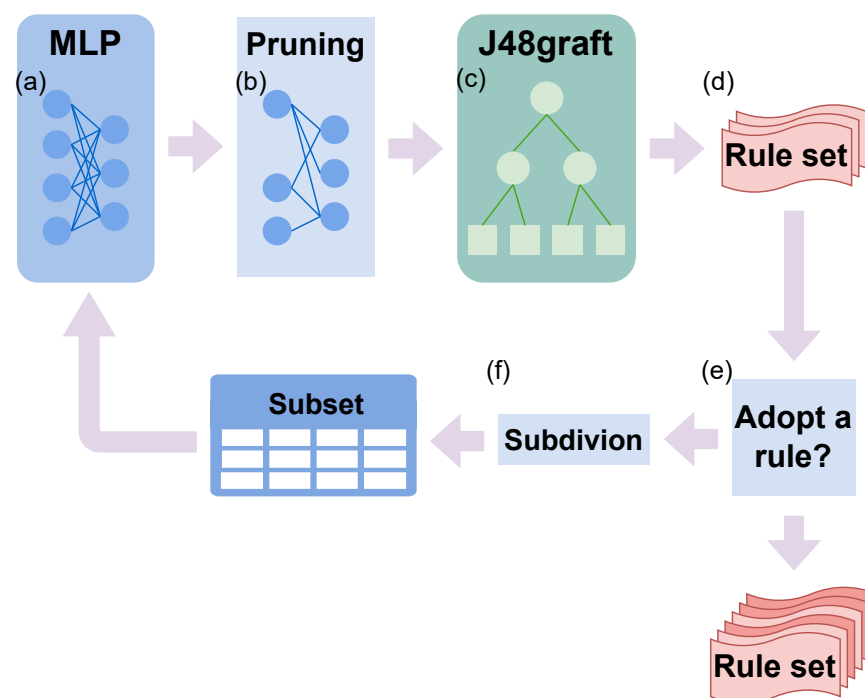 MLP
(a)
Pruning
(b)
J48graft
(c)
(d)
Rule set
(e)
Adopt a
rule?
(f)
Subdivion
Subset
Rule set